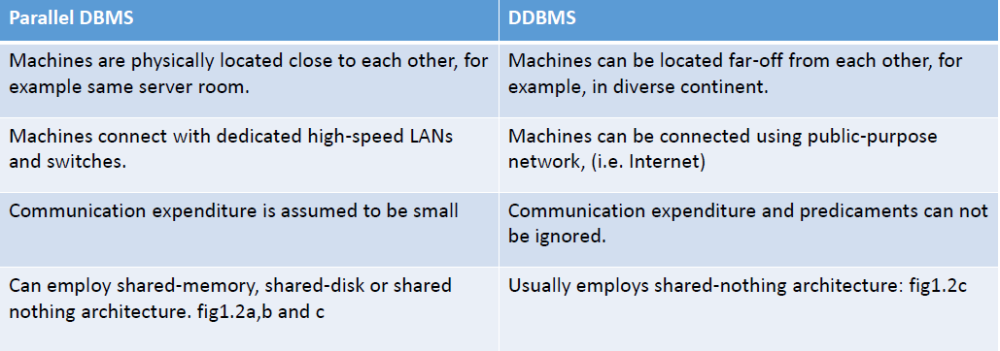 Parallel DBMS
DDBMS
Machines are physically located close to each other, for
example same server room.
Machines can be located far-off from each other, for
example, in diverse continent.
Machines connect with dedicated high-speed LANs
and switches.
Machines can be connected using public-purpose
network, (i.e. Internet)
Communication expenditure is assumed to be small
Communication expenditure and predicaments can not
be ignored.
Can employ shared-memory, shared-disk or shared
nothing architecture. fig1.2a,b and c
Usually employs shared-nothing architecture: fig1.2c